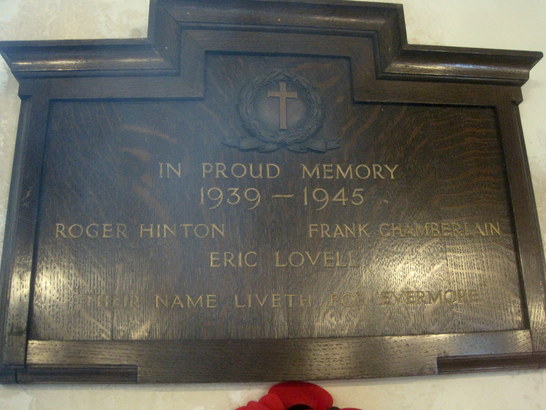 IN PROUD MEMORY
1939 – 1945
ROGER HINTON FRANK CHAMBERLAIN
ERIC LOVELL
THEIR NAME LIVETH FOR EVERMORE